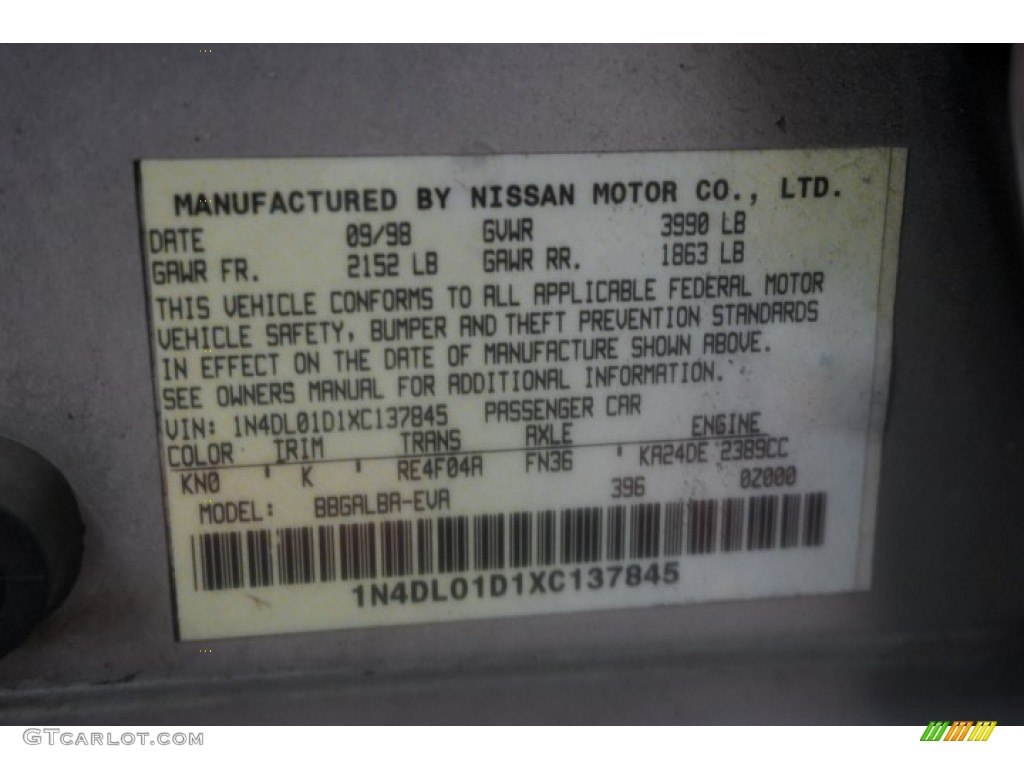 MANUFACTURED BY NISSAN MOTOR CO., LTD.
DATE 09/98 GVWR 3990 LB
GAWR FR. 2152 LB GAWR RR. 1863 LB
THIS VEHICLE CONFORMS TO ALL APPLICABLE FEDERAL MOTOR
VEHICLE SAFETY, BUMPER AND THEFT PREVENTION STANDARDS
IN EFFECT ON THE DATE OF MANUFACTURE SHOWN ABOVE.
SEE OWNERS MANUAL FOR ADDITIONAL INFORMATION.
VIN: 1N4DL01D1XC137845 PASSENGER CAR
COLOR TRIM TRANS AXLE ENGINE
KN0 ' K ' RE4F04A FN36 ' KA24DE 2389CC
MODEL: BBGALBA-EVA 396 0Z000
1N4DL01D1XC137845
GTCARLOT.COM